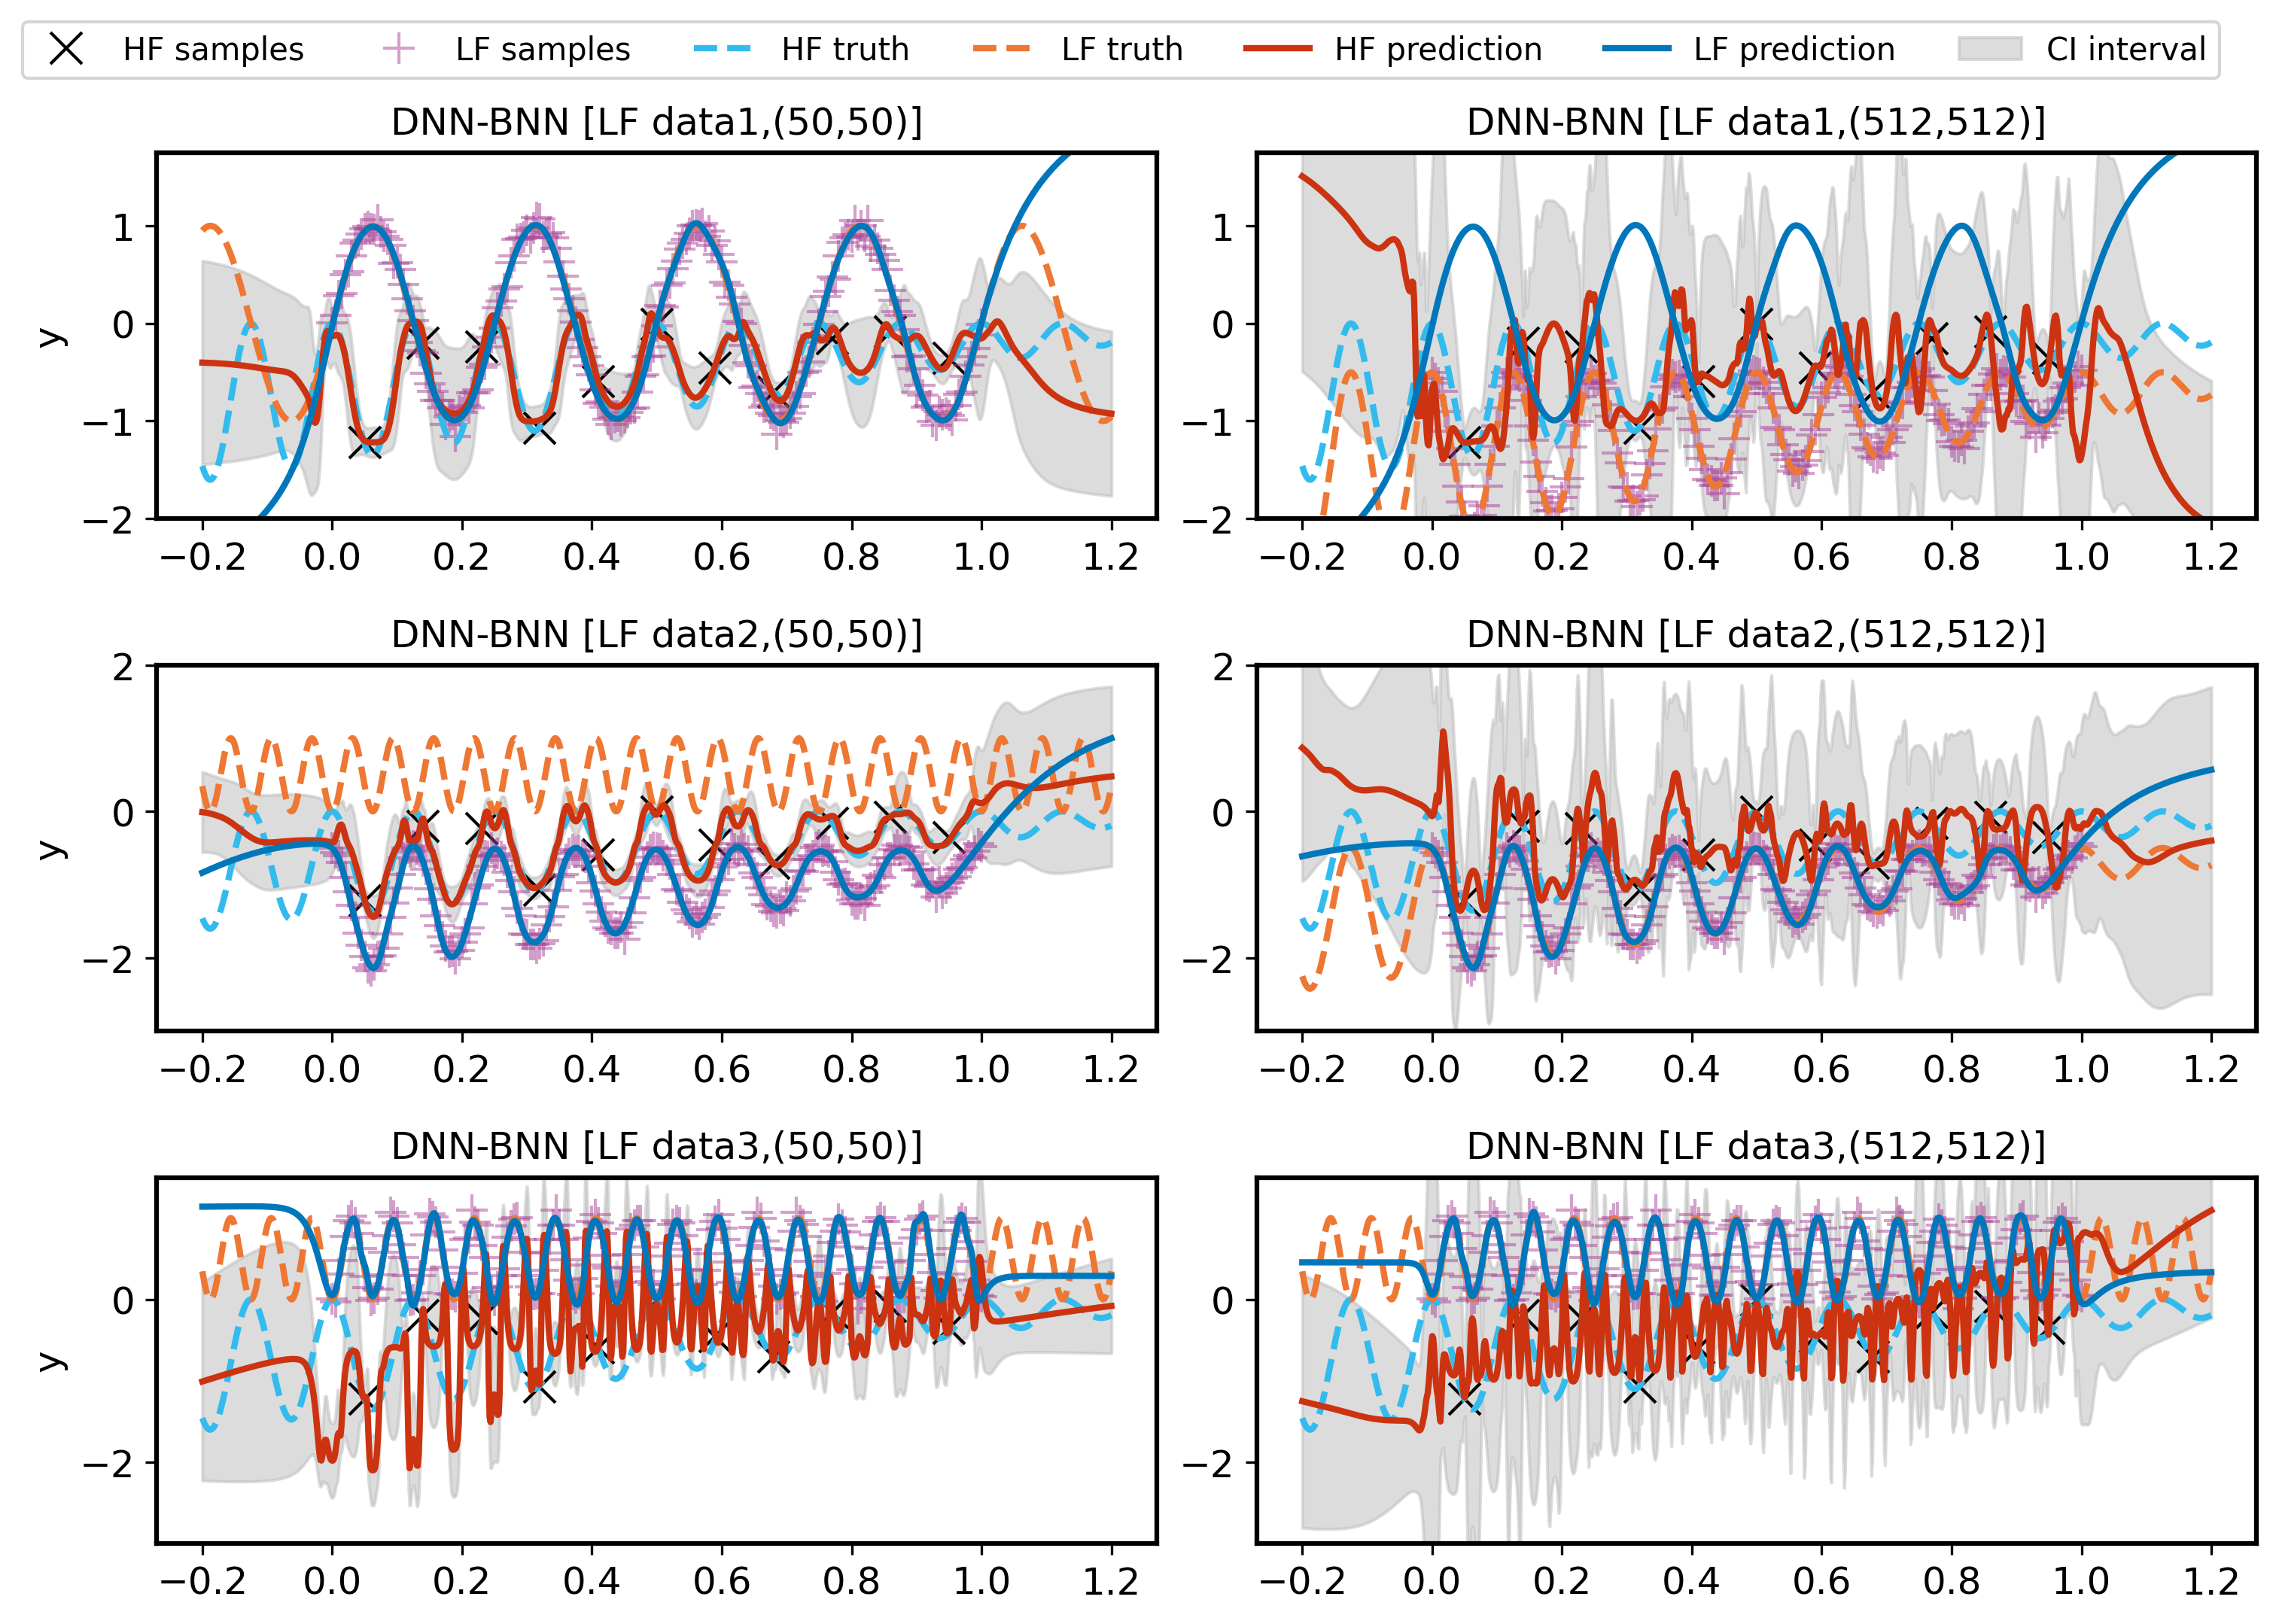 HF samples LF samples HF truth LF truth HF prediction LF prediction CI interval
DNN-BNN [LF data1,(50,50)]
y
1
0
−1
−2
−0.2 0.0 0.2 0.4 0.6 0.8 1.0 1.2
DNN-BNN [LF data1,(512,512)]
1
0
−1
−2
−0.2 0.0 0.2 0.4 0.6 0.8 1.0 1.2
DNN-BNN [LF data2,(50,50)]
y
2
0
−2
−0.2 0.0 0.2 0.4 0.6 0.8 1.0 1.2
DNN-BNN [LF data2,(512,512)]
2
0
−2
−0.2 0.0 0.2 0.4 0.6 0.8 1.0 1.2
DNN-BNN [LF data3,(50,50)]
y
0
−2
−0.2 0.0 0.2 0.4 0.6 0.8 1.0 1.2
DNN-BNN [LF data3,(512,512)]
0
−2
−0.2 0.0 0.2 0.4 0.6 0.8 1.0 1.2